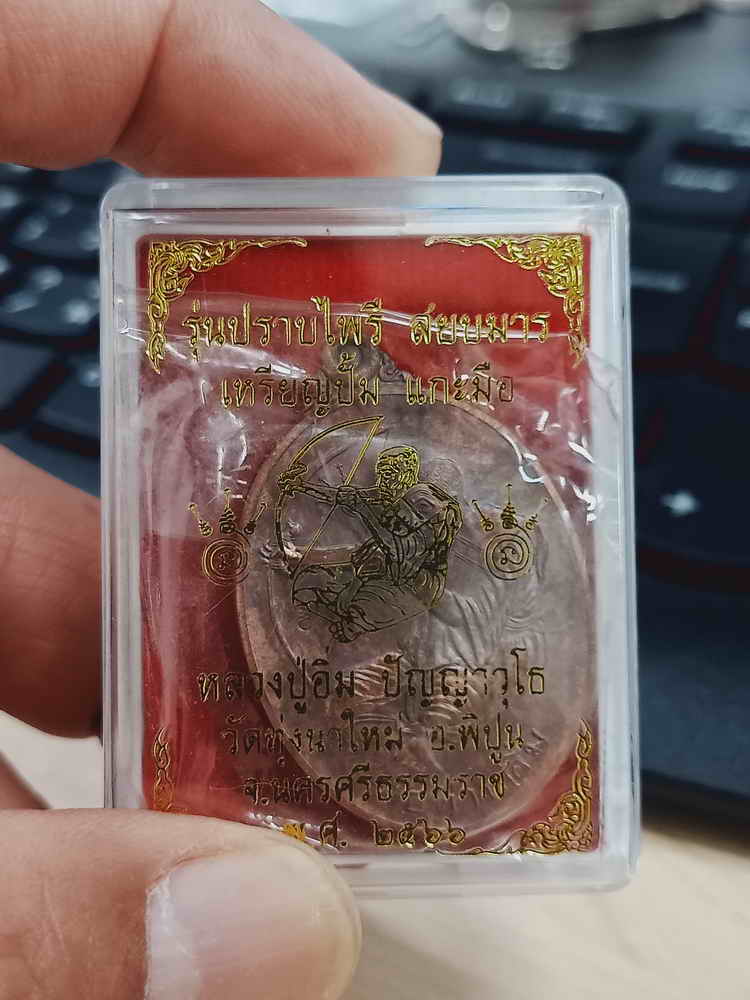 รุ่นปราบไพรี สยบมาร
เหรียญปั๊ม แกะมือ
หลวงปู่อิ่ม ปัญญาวุโธ
วัดทุ่งนาใหม่ อ.พิปูน
จ.นครศรีธรรมราช
ศ. ๒๕๖๖